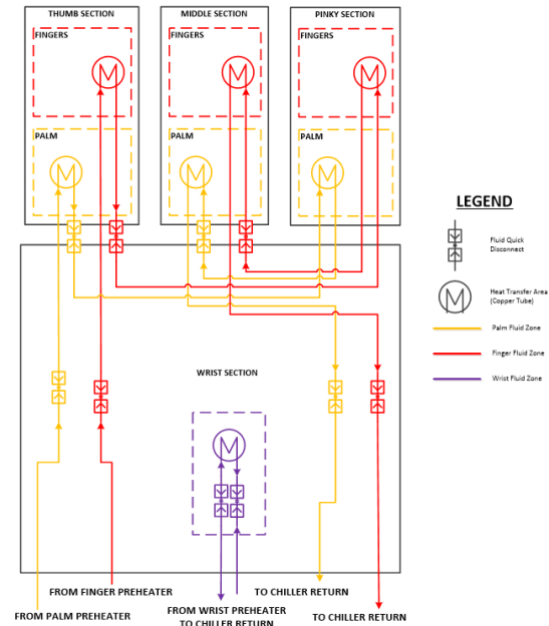 THUMB SECTION
MIDDLE SECTION
PINKY SECTION
FINGERS
FINGERS
FINGERS
PALM
PALM
PALM
LEGEND
Fluid Quick
Disconnect
Heat Transfer Area
(Copper Tube)
Palm Fluid Zone
Finger Fluid Zone
Wrist Fluid Zone
WRIST SECTION
FROM FINGER PREHEATER
TO CHILLER RETURN
FROM PALM PREHEATER
FROM WRIST PREHEATER
TO CHILLER RETURN
TO CHILLER RETURN